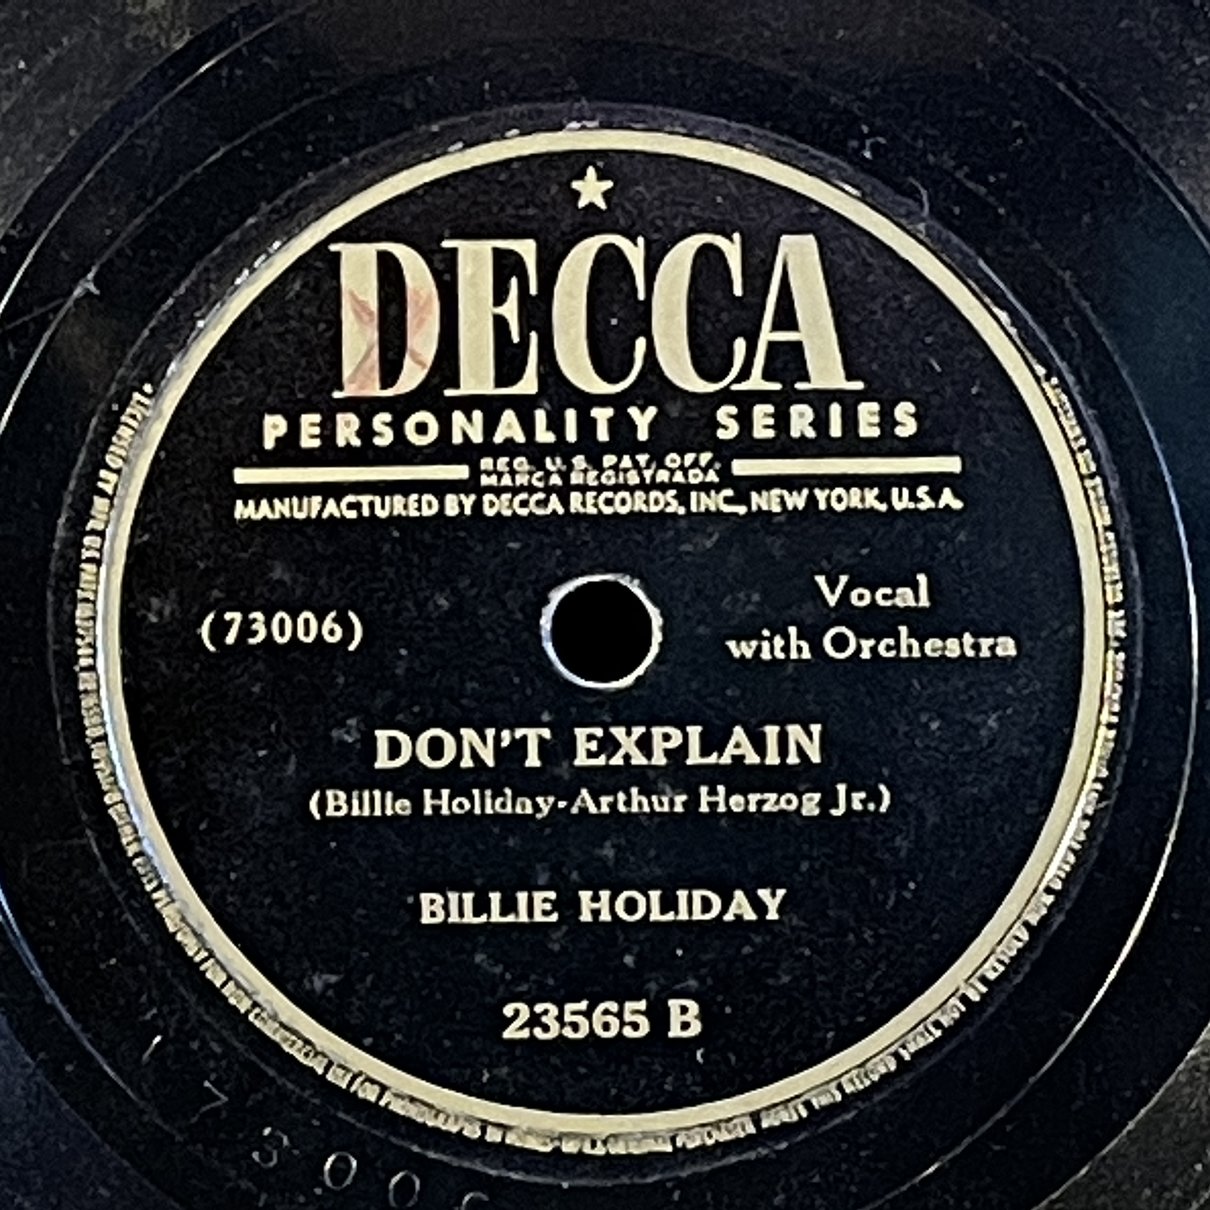 DECCA
PERSONALITY SERIES
REG. U. S. PAT. OFF.
MARCA REGISTRADA
MANUFACTURED BY DECCA RECORDS, INC., NEW YORK, U.S.A.
(73006)
Vocal
with Orchestra
DON'T EXPLAIN
(Billie Holiday-Arthur Herzog Jr.)
BILLIE HOLIDAY
23565 B